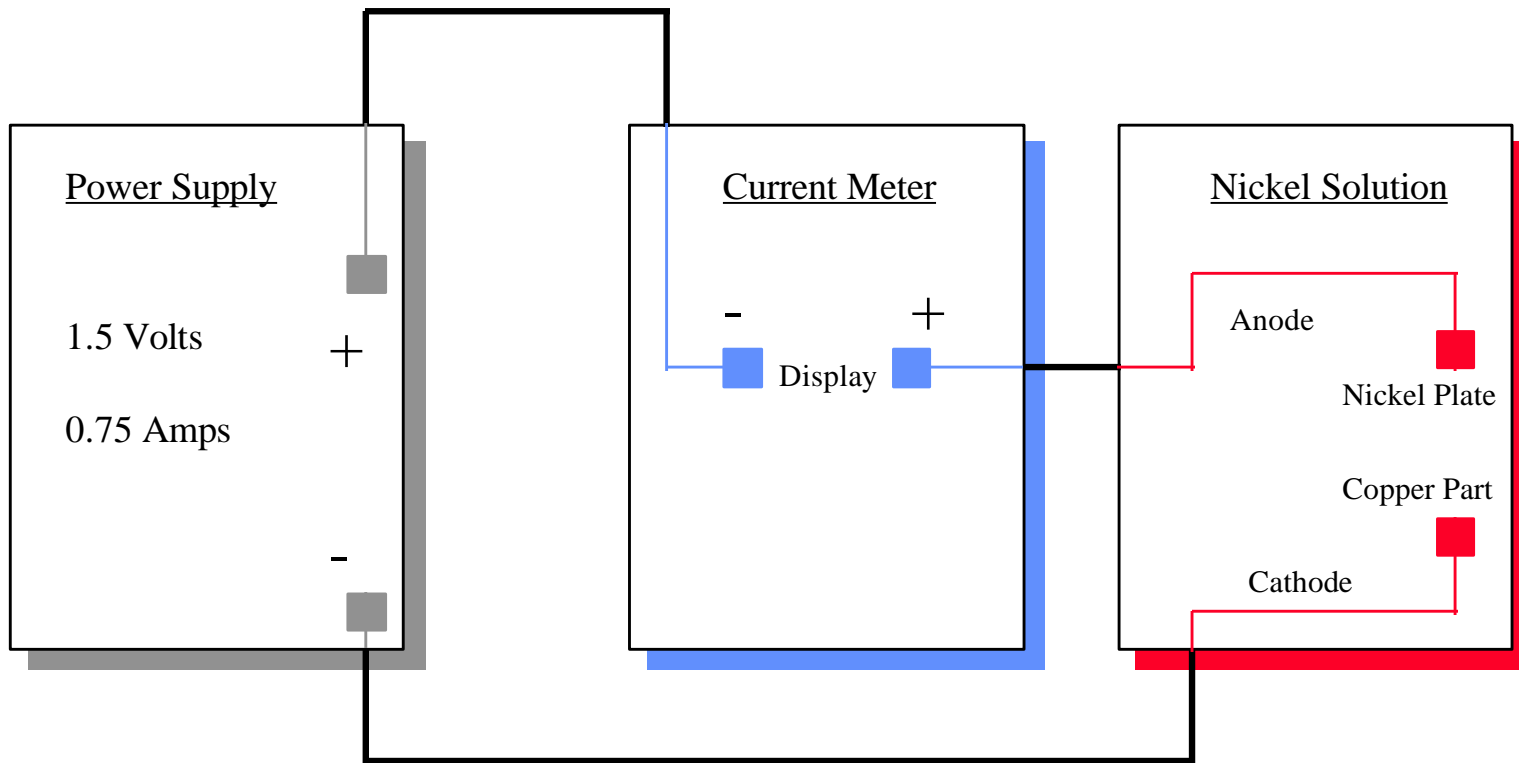 Power Supply
1.5 Volts
+
0.75 Amps
-
Current Meter
- +
Display
Nickel Solution
Anode
Nickel Plate
Copper Part
Cathode